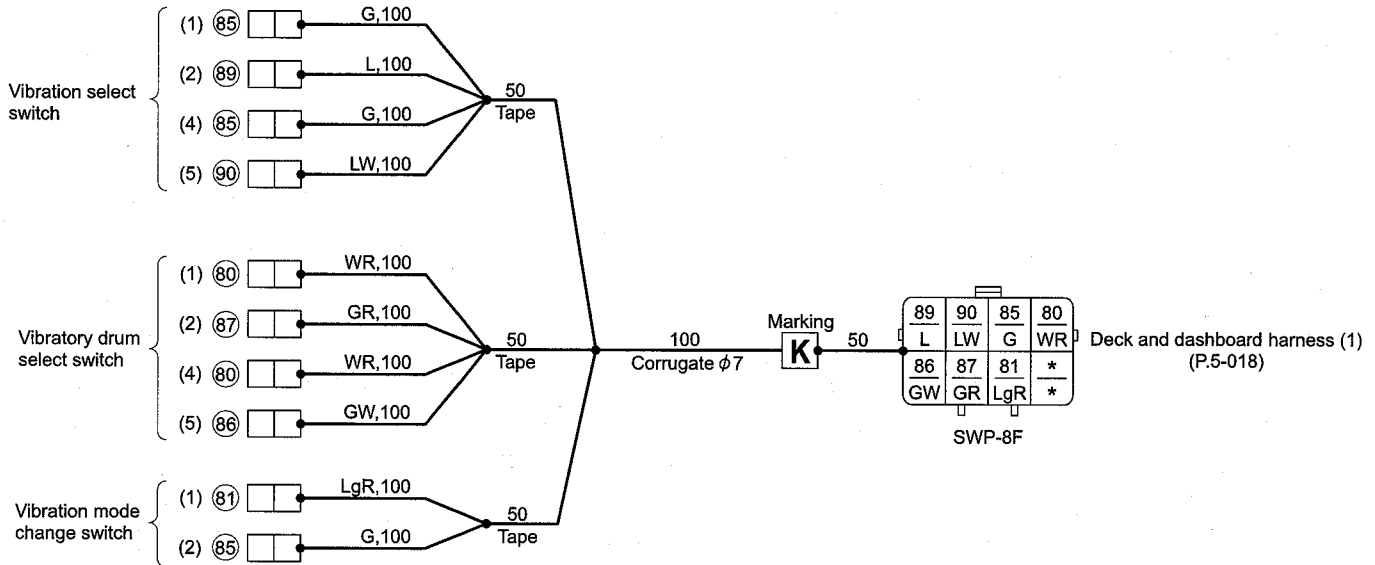 Vibration select
switch
(1) 85 G,100
(2) 89 L,100
(4) 85 G,100
(5) 90 LW,100
50
Tape
Vibratory drum
select switch
(1) 80 WR,100
(2) 87 GR,100
(4) 80 WR,100
(5) 86 GW,100
50
Tape
Vibration mode
change switch
(1) 81 LgR,100
(2) 85 G,100
50
Tape
100
Corrugate φ7
Marking
K
50
89 90 85 80
L LW G WR
86 87 81 *
GW GR LgR *
SWP-8F
Deck and dashboard harness (1)
(P.5-018)